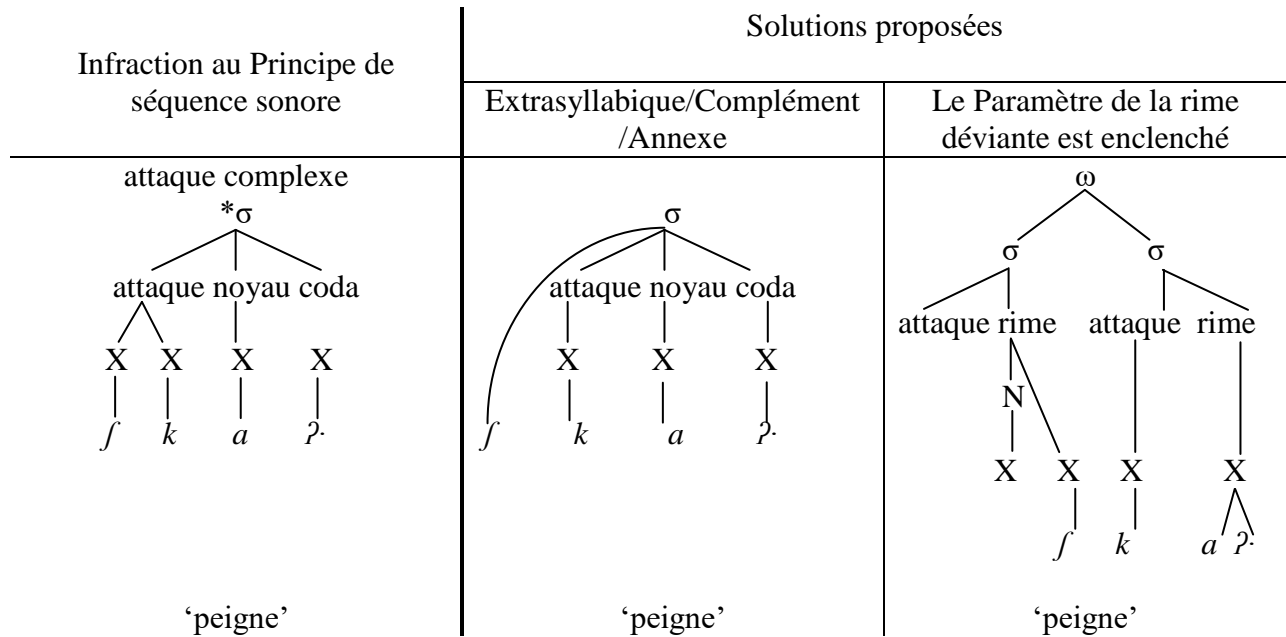 Infraction au Principe de
séquence sonore
Solutions proposées
Extrasyllabique/Complément
/Annexe
Le Paramètre de la rime
déviante est enclenché
attaque complexe
*σ
attaque noyau coda
X X X X
ʃ k a ʔ·
‘peigne’
σ
attaque noyau coda
X X X
ʃ k a ʔ·
‘peigne’
ω
σ σ
attaque rime attaque rime
N
X X X X
ʃ k a ʔ·
‘peigne’